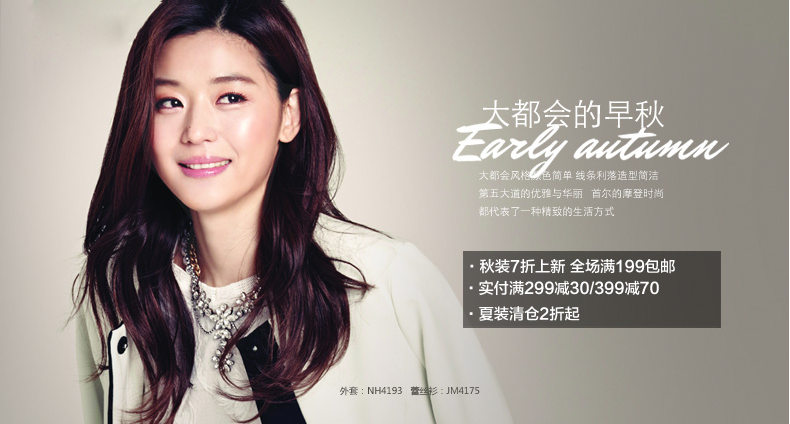 大都会的早秋
Early autumn
大都会风格 色简单 线条利落造型简洁
第五大道的优雅与华丽 首尔的摩登时尚
都代表了一种精致的生活方式
· 秋装7折上新 全场满199包邮
· 实付满299减30/399减70
· 夏装清仓2折起
外套：NH4193 蕾丝衫：JM4175